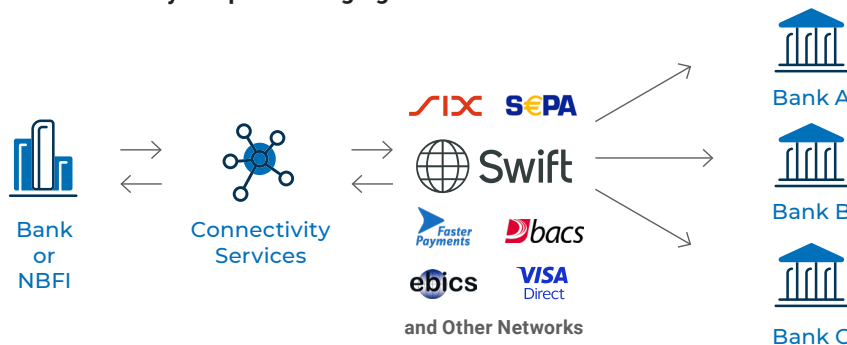 Bank
or
NBFI
Connectivity
Services
SIX
S€PA
Swift
Faster
Payments
bacs
ebics
VISA
Direct
and Other Networks
Bank A
Bank B
Bank C